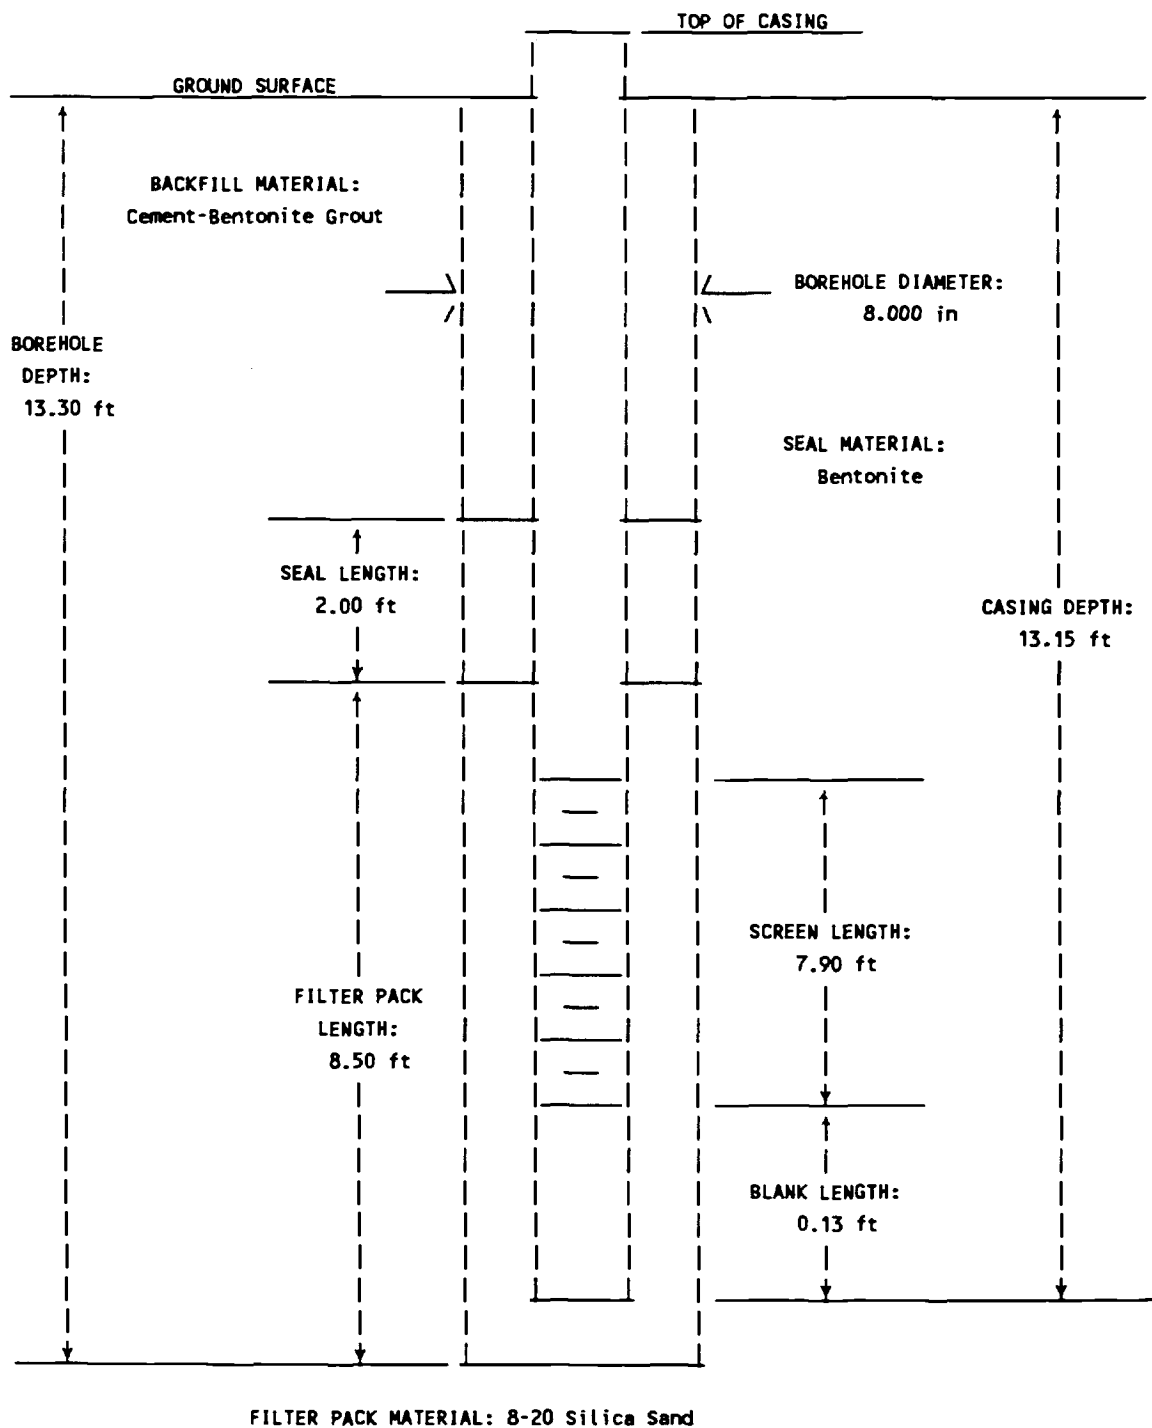 TOP OF CASING
GROUND SURFACE
BACKFILL MATERIAL:
Cement-Bentonite Grout
BOREHOLE DIAMETER:
8.000 in
BOREHOLE
DEPTH:
13.30 ft
SEAL MATERIAL:
Bentonite
SEAL LENGTH:
2.00 ft
CASING DEPTH:
13.15 ft
SCREEN LENGTH:
7.90 ft
FILTER PACK
LENGTH:
8.50 ft
BLANK LENGTH:
0.13 ft
FILTER PACK MATERIAL: 8-20 Silica Sand